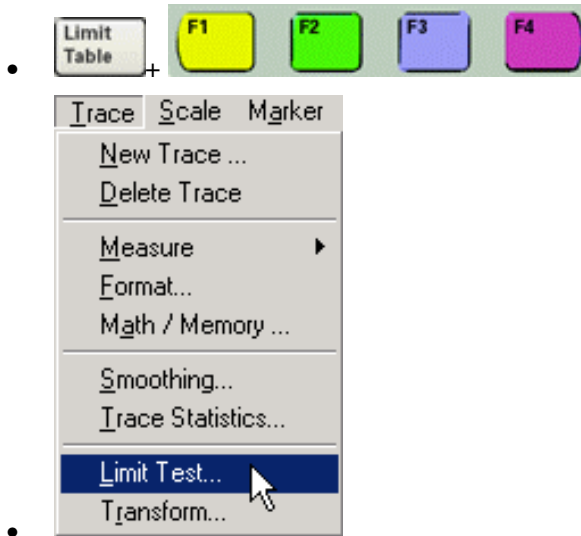 Limit
Table
+ F1 F2 F3 F4
Trace Scale Marker
New Trace ...
Delete Trace
Measure
Format...
Math / Memory ...
Smoothing...
Trace Statistics...
Limit Test...
Transform...